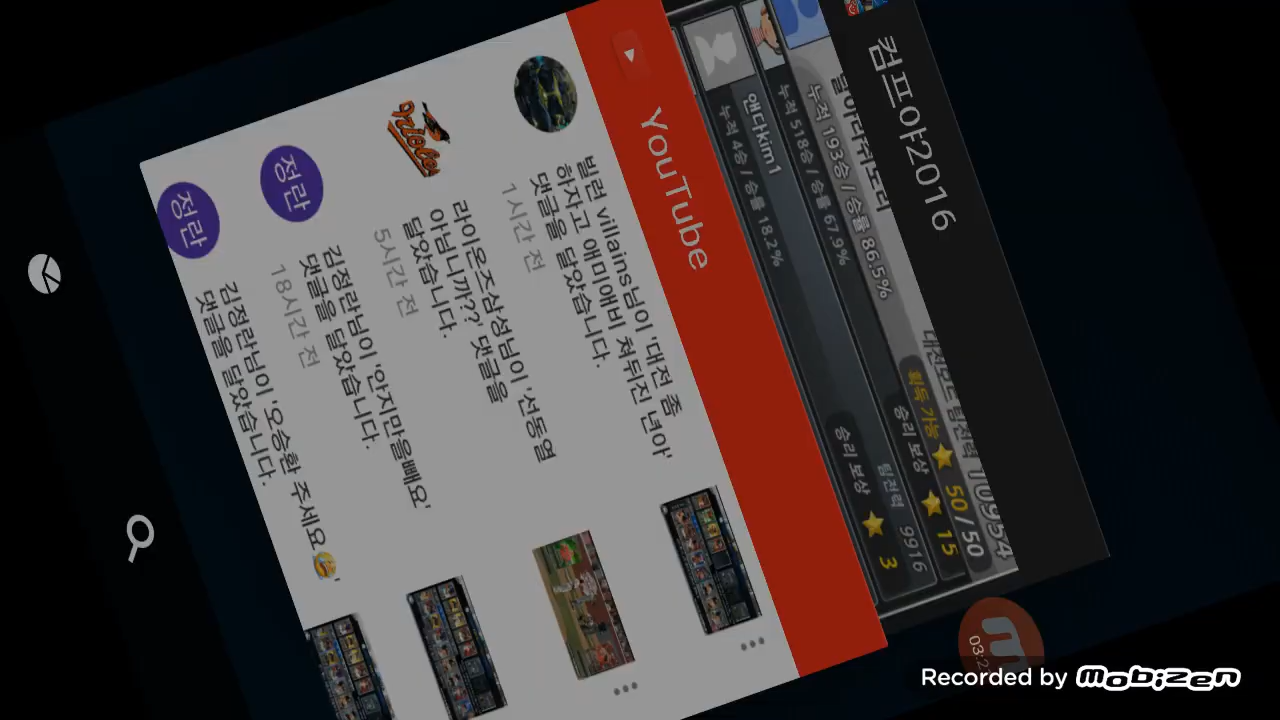 컴프야2016
누적 193승 / 승률 86.5%
획득 가능 50 / 50
누적 518승 / 승률 67.9%
승리 보상 15
앤다kim1
팀전력 9916
누적 4승 / 승률 18.2%
승리 보상 3
YouTube
빌런 villains님이 '대전 좀
하자고 애미애비 쳐뒤진 년아'
댓글을 달았습니다.
1시간 전
Orioles
라이온즈삼성님이 '선동열
아님니까??' 댓글을
달았습니다.
5시간 전
정란
김정란님이 '안지만을빼요'
댓글을 달았습니다.
18시간 전
정란
김정란님이 '오승환 주세요😂'
댓글을 달았습니다.
Recorded by mobizen